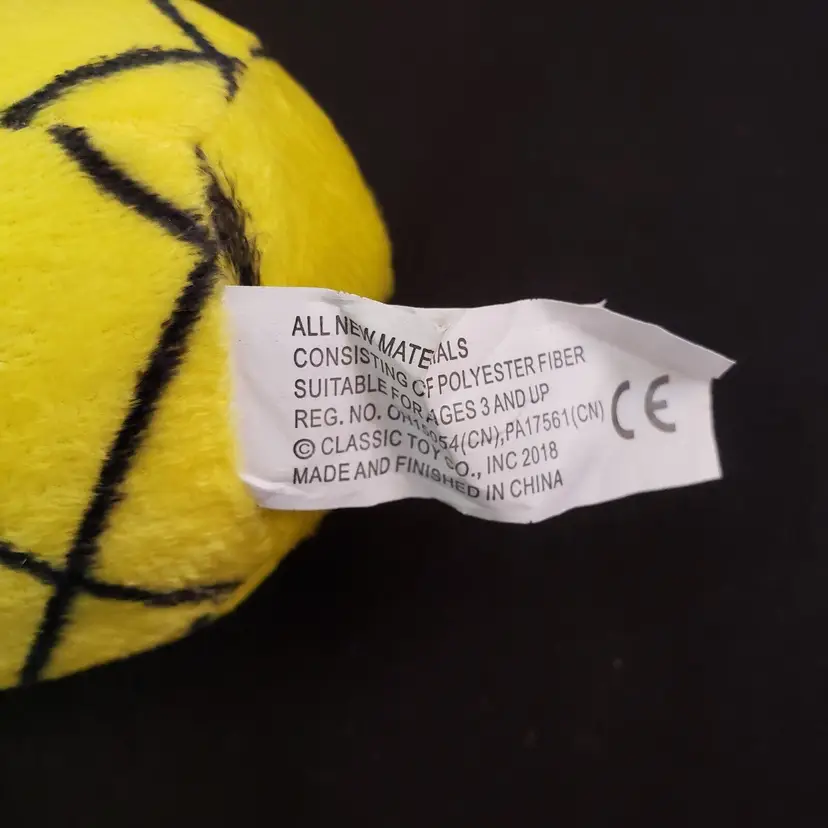 ALL NEW MATERIALS
CONSISTING OF POLYESTER FIBER
SUITABLE FOR AGES 3 AND UP
REG. NO. PA17561(CN)
© CLASSIC TOY CO., INC 2018
MADE AND FINISHED IN CHINA
CE